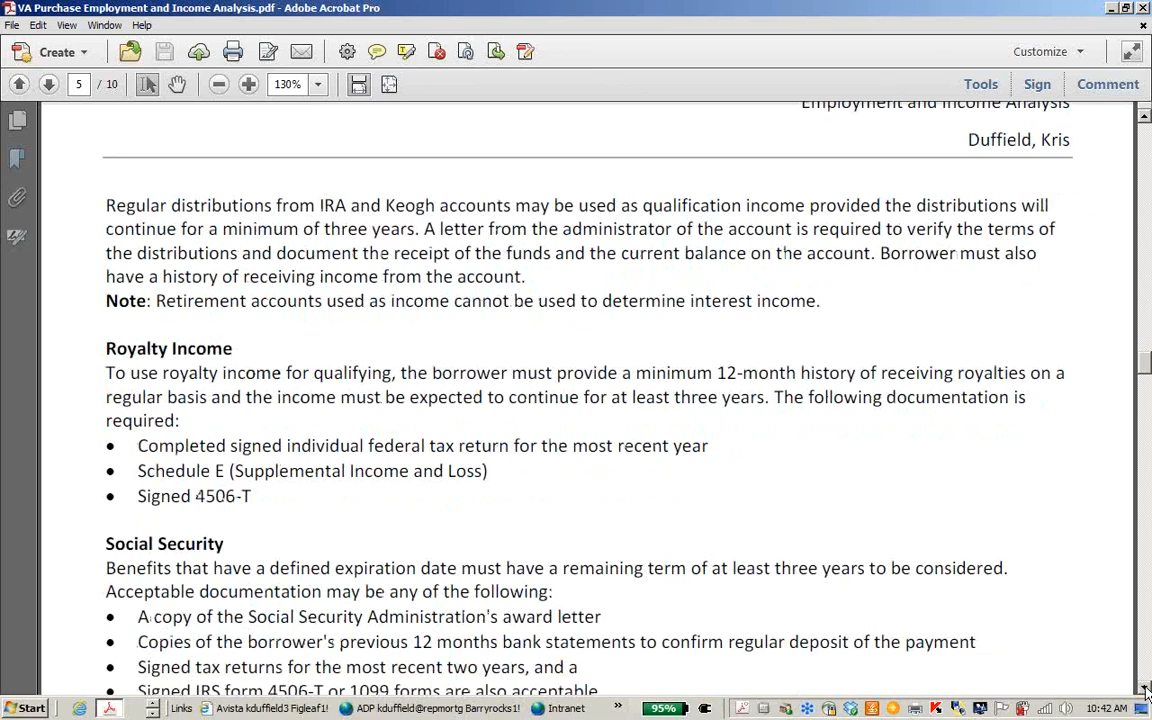 VA Purchase Employment and Income Analysis.pdf - Adobe Acrobat Pro
File Edit View Window Help
Create Customize
5 / 10 130% Tools Sign Comment
Employment and Income Analysis
Duffield, Kris
Regular distributions from IRA and Keogh accounts may be used as qualification income provided the distributions will
continue for a minimum of three years. A letter from the administrator of the account is required to verify the terms of
the distributions and document the receipt of the funds and the current balance on the account. Borrower must also
have a history of receiving income from the account.
Note: Retirement accounts used as income cannot be used to determine interest income.
Royalty Income
To use royalty income for qualifying, the borrower must provide a minimum 12-month history of receiving royalties on a
regular basis and the income must be expected to continue for at least three years. The following documentation is
required:
• Completed signed individual federal tax return for the most recent year
• Schedule E (Supplemental Income and Loss)
• Signed 4506-T
Social Security
Benefits that have a defined expiration date must have a remaining term of at least three years to be considered.
Acceptable documentation may be any of the following:
• A copy of the Social Security Administration's award letter
• Copies of the borrower's previous 12 months bank statements to confirm regular deposit of the payment
• Signed tax returns for the most recent two years, and a
• Signed IRS form 4506-T or 1099 forms are also acceptable
Start Links Avista kduffield3 Figleaf1! ADP kduffield@repmortg Barryrocks1! Intranet » 95% 10:42 AM